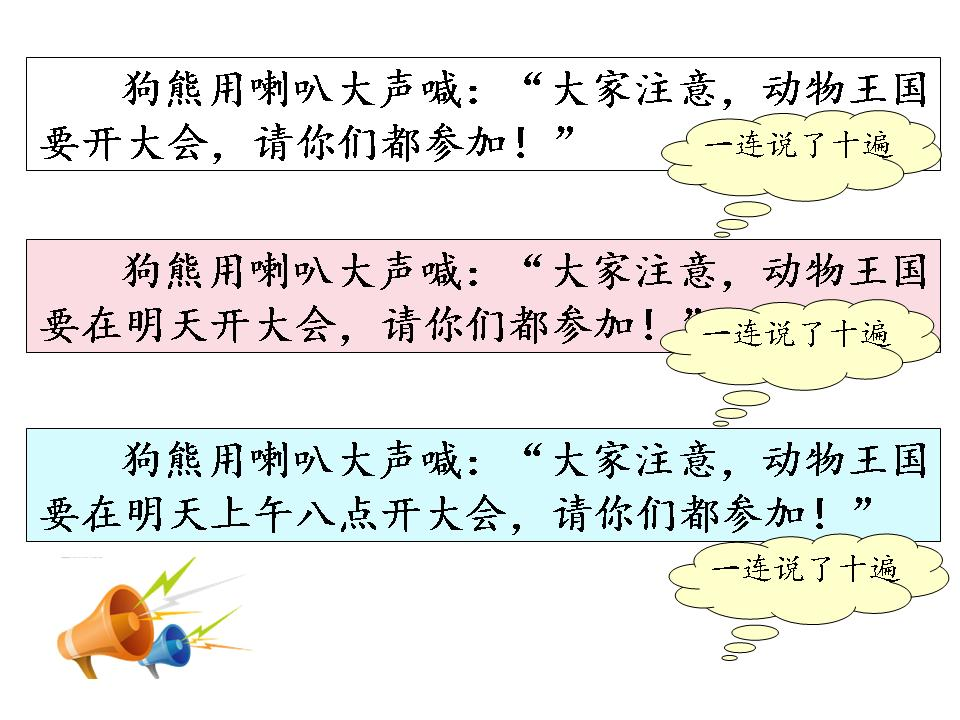 狗熊用喇叭大声喊：“大家注意，动物王国
要开大会，请你们都参加！”
一连说了十遍
狗熊用喇叭大声喊：“大家注意，动物王国
要在明天开大会，请你们都参加！”
一连说了十遍
狗熊用喇叭大声喊：“大家注意，动物王国
要在明天上午八点开大会，请你们都参加！”
一连说了十遍